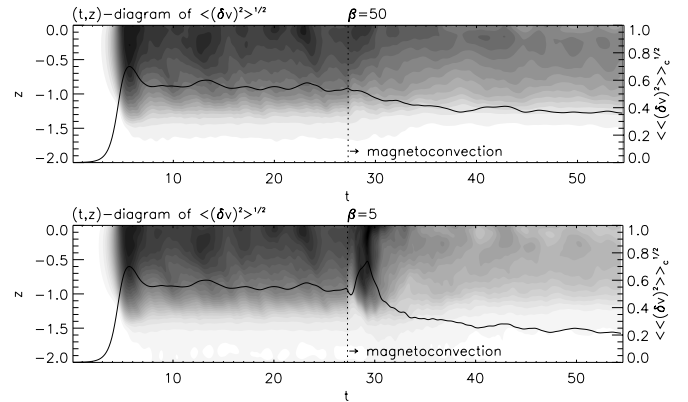 (t,z)-diagram of <(δv)²>¹/² β=50
0.0 1.0
-0.5 0.8
z -1.0 0.6 <<(δv)²>>c¹/²
-1.5 0.4
0.2
-2.0 → magnetoconvection 0.0
10 20 30 40 50
t
(t,z)-diagram of <(δv)²>¹/² β=5
0.0 1.0
-0.5 0.8
z -1.0 0.6 <<(δv)²>>c¹/²
-1.5 0.4
0.2
-2.0 → magnetoconvection 0.0
10 20 30 40 50
t